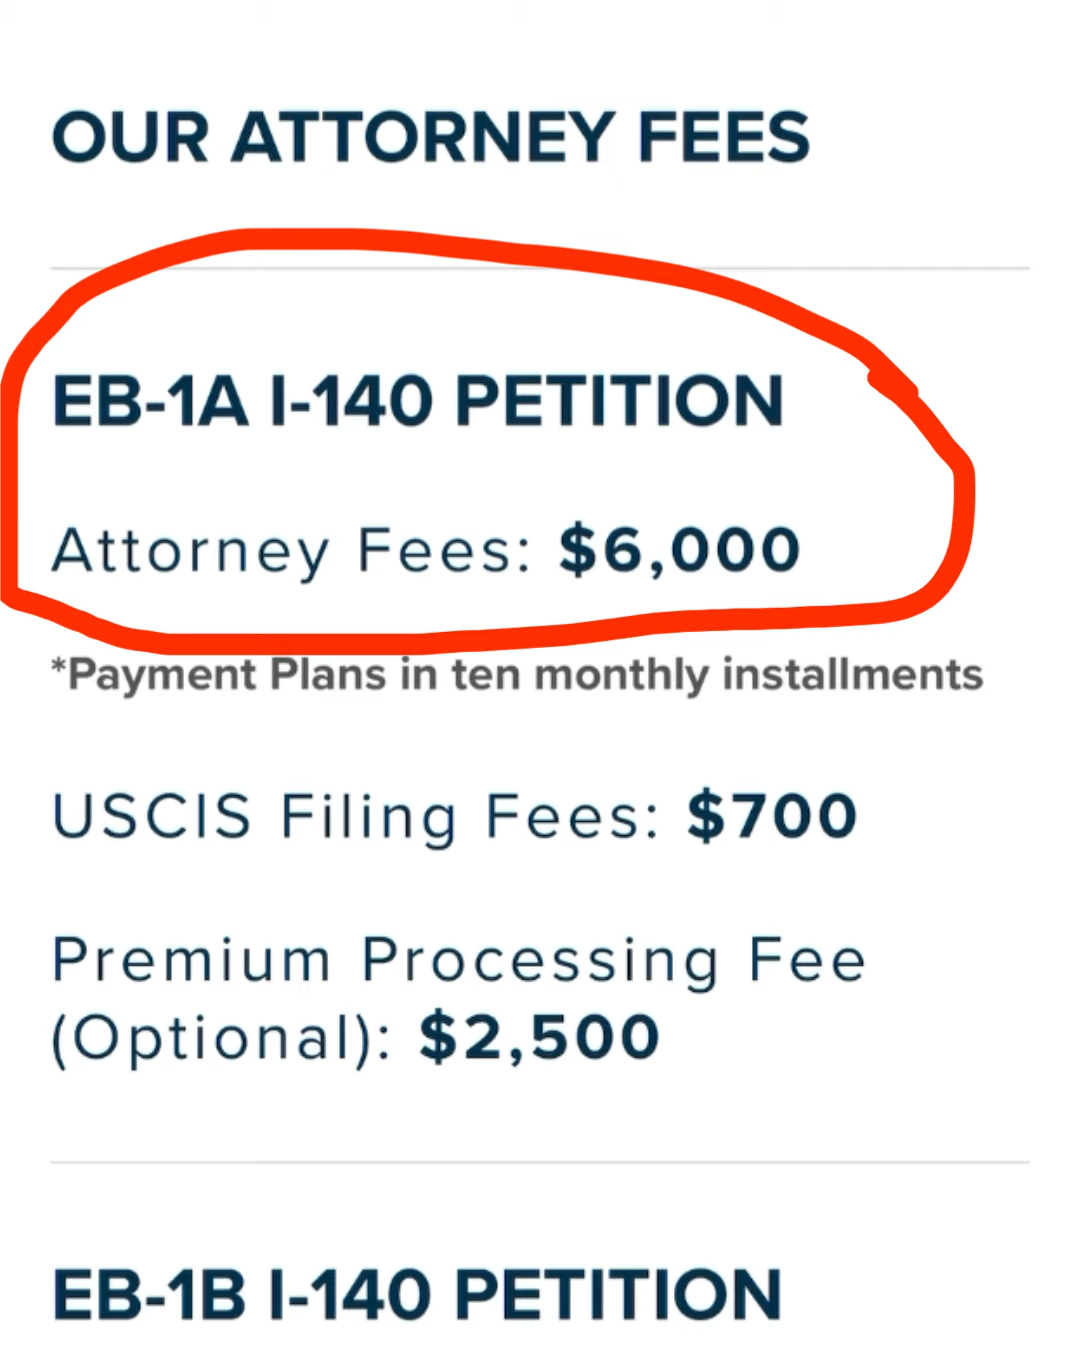 OUR ATTORNEY FEES
EB-1A I-140 PETITION
Attorney Fees: $6,000
*Payment Plans in ten monthly installments
USCIS Filing Fees: $700
Premium Processing Fee
(Optional): $2,500
EB-1B I-140 PETITION